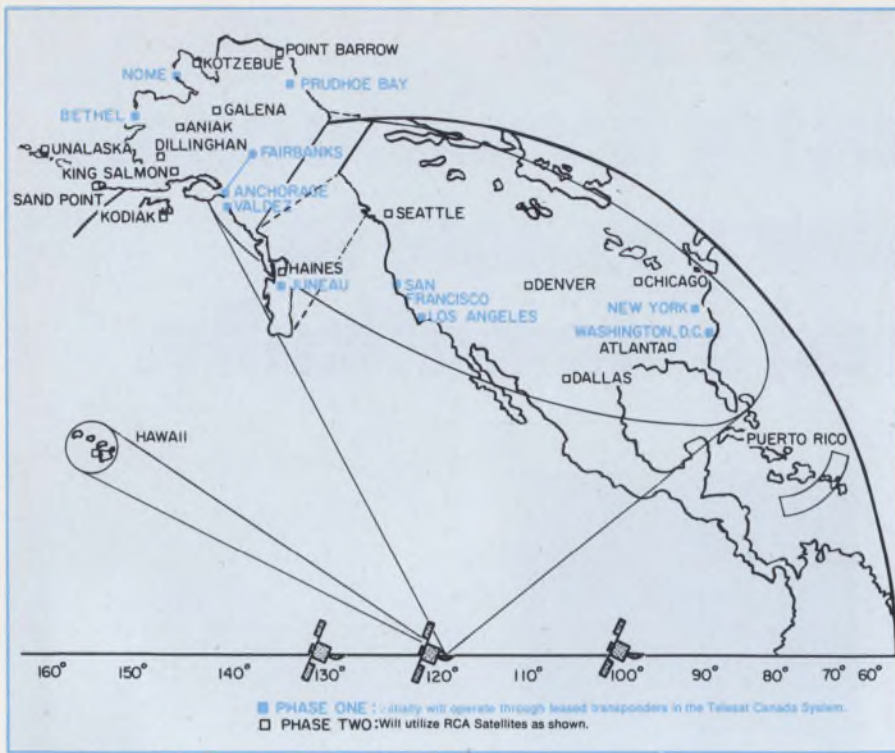 POINT BARROW
KOTZEBUE
NOME
PRUDHOE BAY
GALENA
BETHEL
ANIAK
UNALASKA
DILLINGHAN
FAIRBANKS
KING SALMON
SAND POINT
ANCHORAGE
VALDEZ
KODIAK
SEATTLE
HAINES
JUNEAU
SAN
FRANCISCO
LOS ANGELES
DENVER
CHICAGO
NEW YORK
WASHINGTON, D.C.
ATLANTA
DALLAS
HAWAII
PUERTO RICO
160° 150° 140° 130° 120° 110° 100° 90° 80° 70° 60°
PHASE ONE: Initially will operate through leased transponders in the Telesat Canada System.
PHASE TWO: Will utilize RCA Satellites as shown.